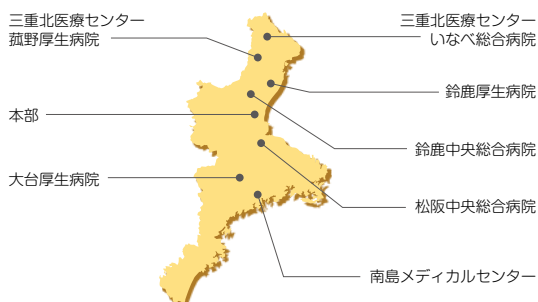 三重北医療センター
菰野厚生病院
本部
大台厚生病院
三重北医療センター
いなべ総合病院
鈴鹿厚生病院
鈴鹿中央総合病院
松阪中央総合病院
南島メディカルセンター